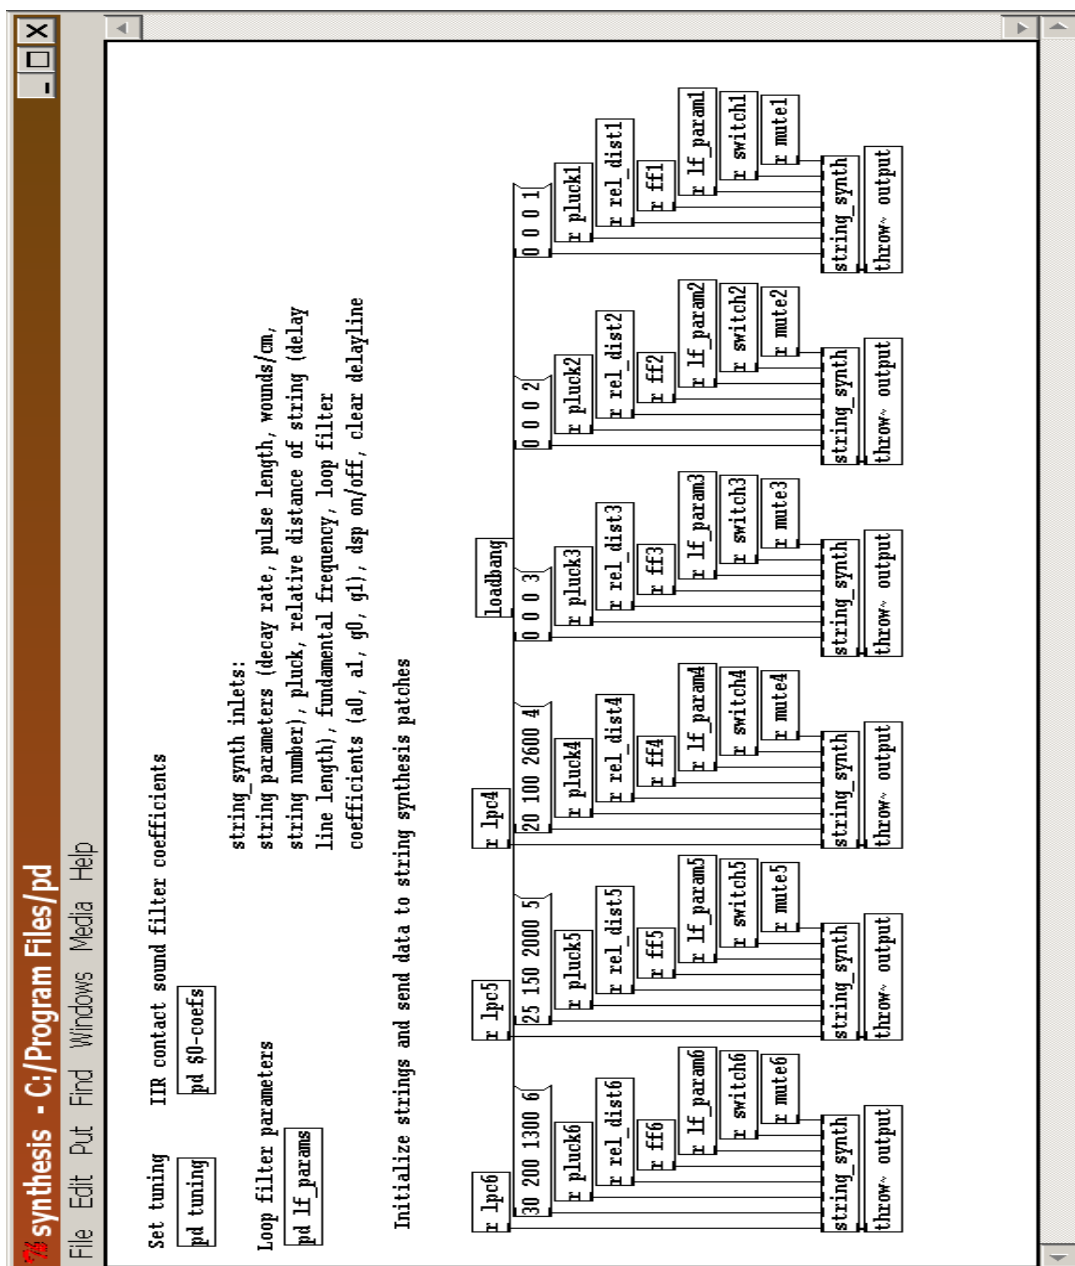 synthesis - C:/Program Files/pd
File Edit Put Find Windows Media Help
Set tuning
IIR contact sound filter coefficients
pd tuning
pd $0-coefs
Loop filter parameters
pd lf_params
string_synth inlets:
string parameters (decay rate, pulse length, wounds/cm,
string number), pluck, relative distance of string (delay
line length), fundamental frequency, loop filter
coefficients (a0, a1, g0, g1), dsp on/off, clear delayline
Initialize strings and send data to string synthesis patches
r lpc6
r lpc5
r lpc4
loadbang
30 200 1300 6
25 150 2000 5
20 100 2600 4
0 0 0 3
0 0 0 2
0 0 0 1
r pluck6
r pluck5
r pluck4
r pluck3
r pluck2
r pluck1
r rel_dist6
r rel_dist5
r rel_dist4
r rel_dist3
r rel_dist2
r rel_dist1
r ff6
r ff5
r ff4
r ff3
r ff2
r ff1
r lf_param6
r lf_param5
r lf_param4
r lf_param3
r lf_param2
r lf_param1
r switch6
r switch5
r switch4
r switch3
r switch2
r switch1
r mute6
r mute5
r mute4
r mute3
r mute2
r mute1
string_synth
string_synth
string_synth
string_synth
string_synth
string_synth
throw~ output
throw~ output
throw~ output
throw~ output
throw~ output
throw~ output